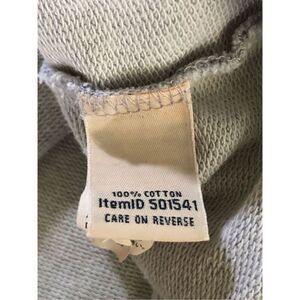 100% COTTON
ItemID 501541
CARE ON REVERSE